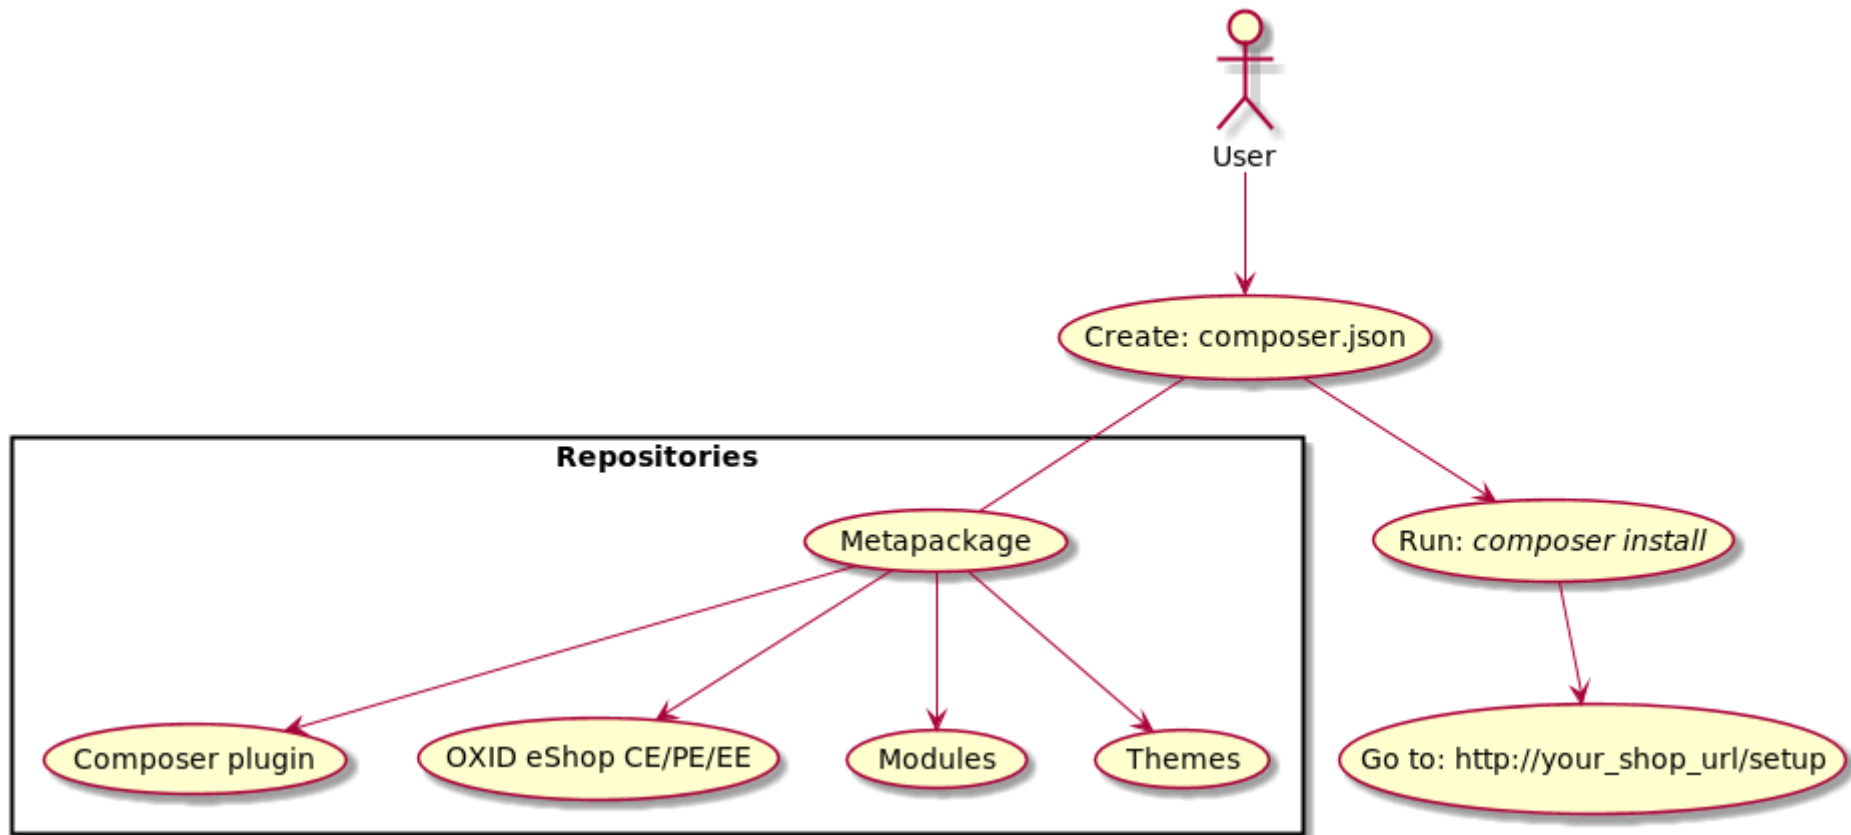 User
Create: composer.json
Repositories
Metapackage
Run: composer install
Composer plugin
OXID eShop CE/PE/EE
Modules
Themes
Go to: http://your_shop_url/setup